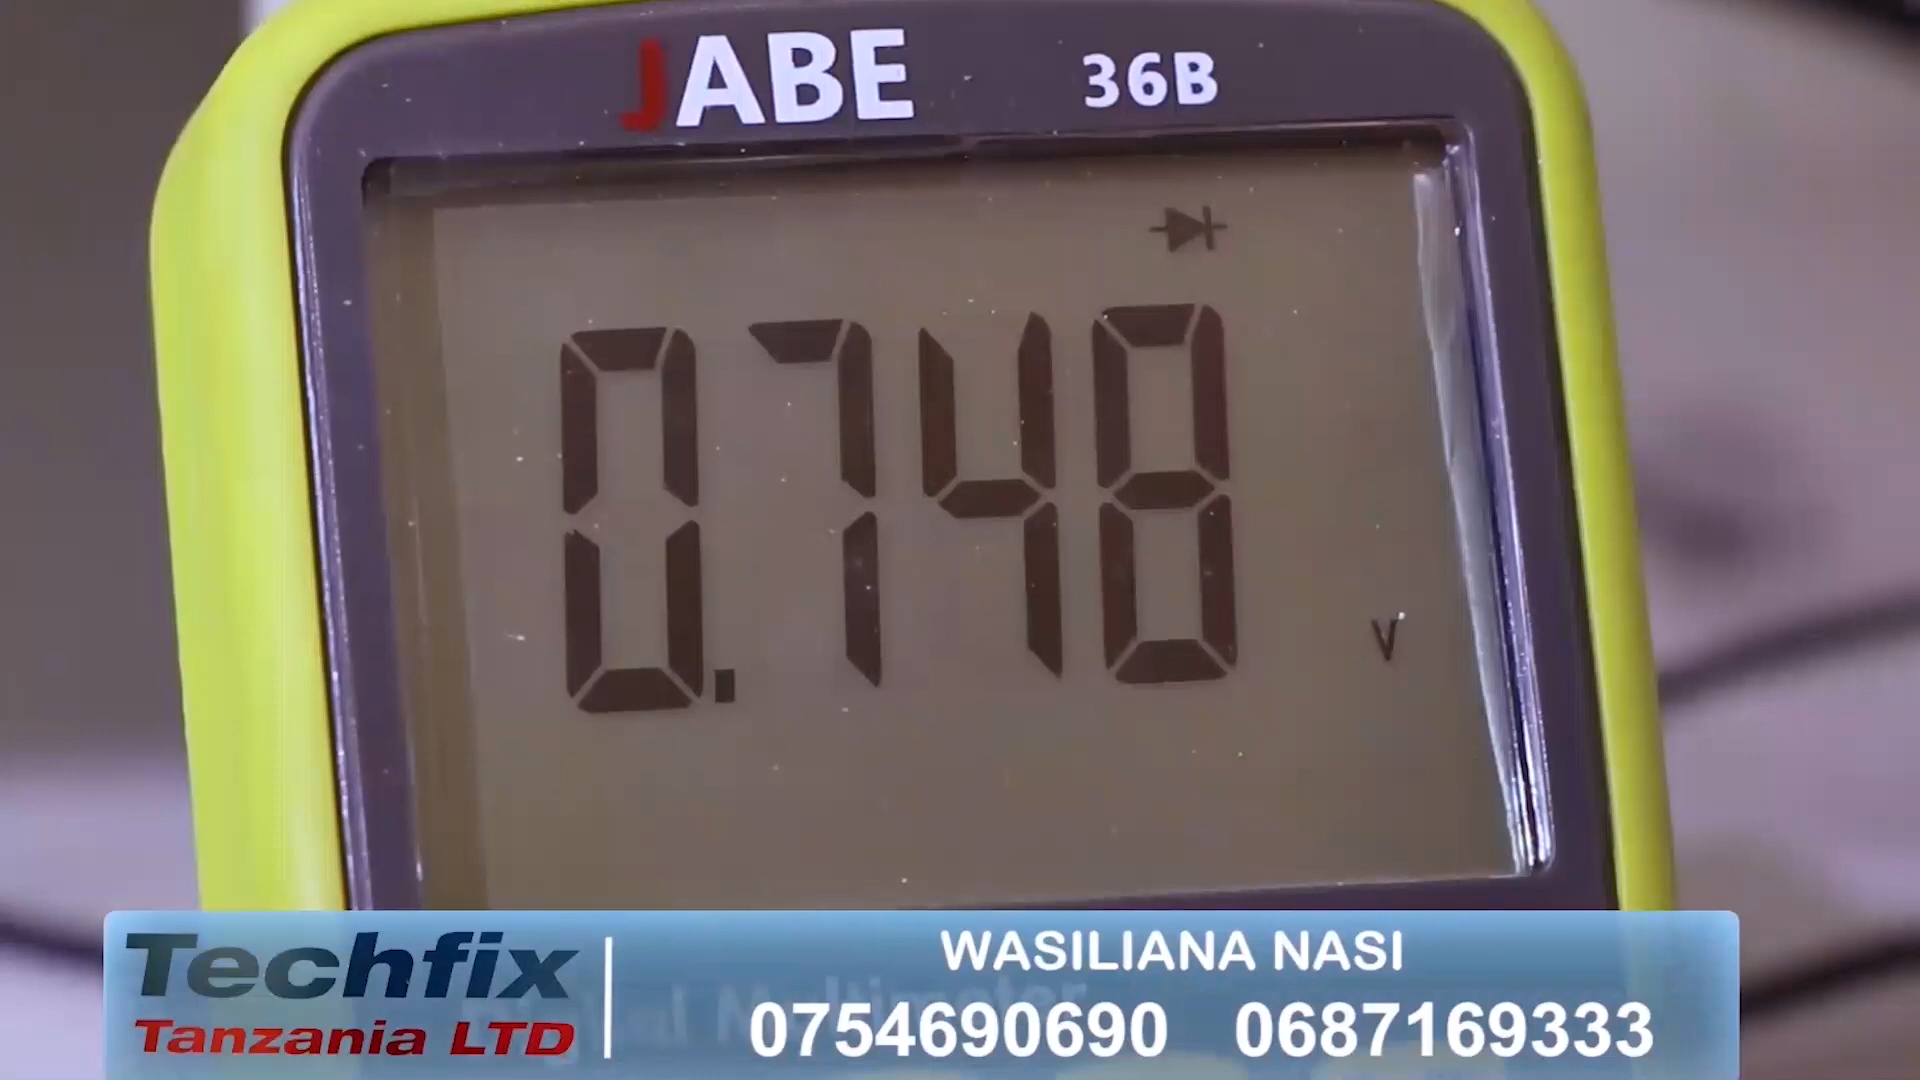 JABE 36B
0.748
V
Techfix
Tanzania LTD
WASILIANA NASI
0754690690 0687169333